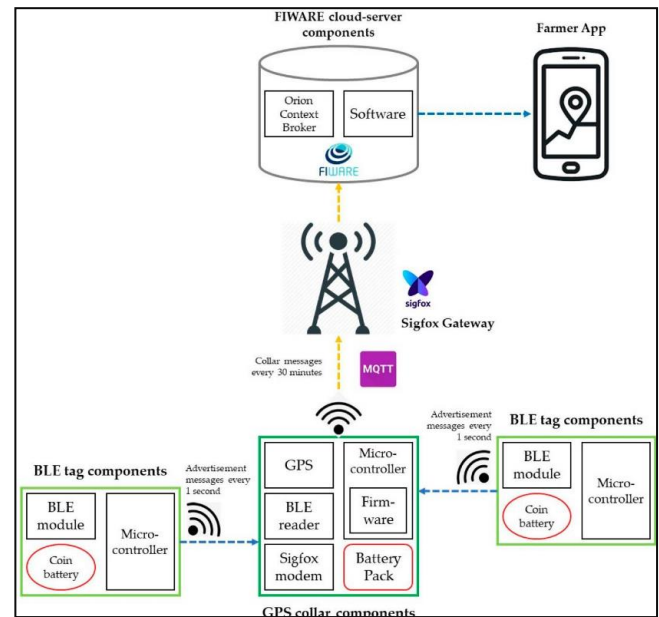 FIWARE cloud-server
components
Farmer App
Orion
Context
Broker
Software
FIWARE
sigfox
Sigfox Gateway
Collar messages
every 30 minutes
MQTT
Advertisement
messages every
1 second
BLE tag components
BLE
module
Coin
battery
Micro-
controller
BLE tag components
BLE
module
Coin
battery
Micro-
controller
Advertisement
messages every
1 second
GPS
BLE
reader
Sigfox
modem
Micro-
controller
Firm-
ware
Battery
Pack
GPS collar components